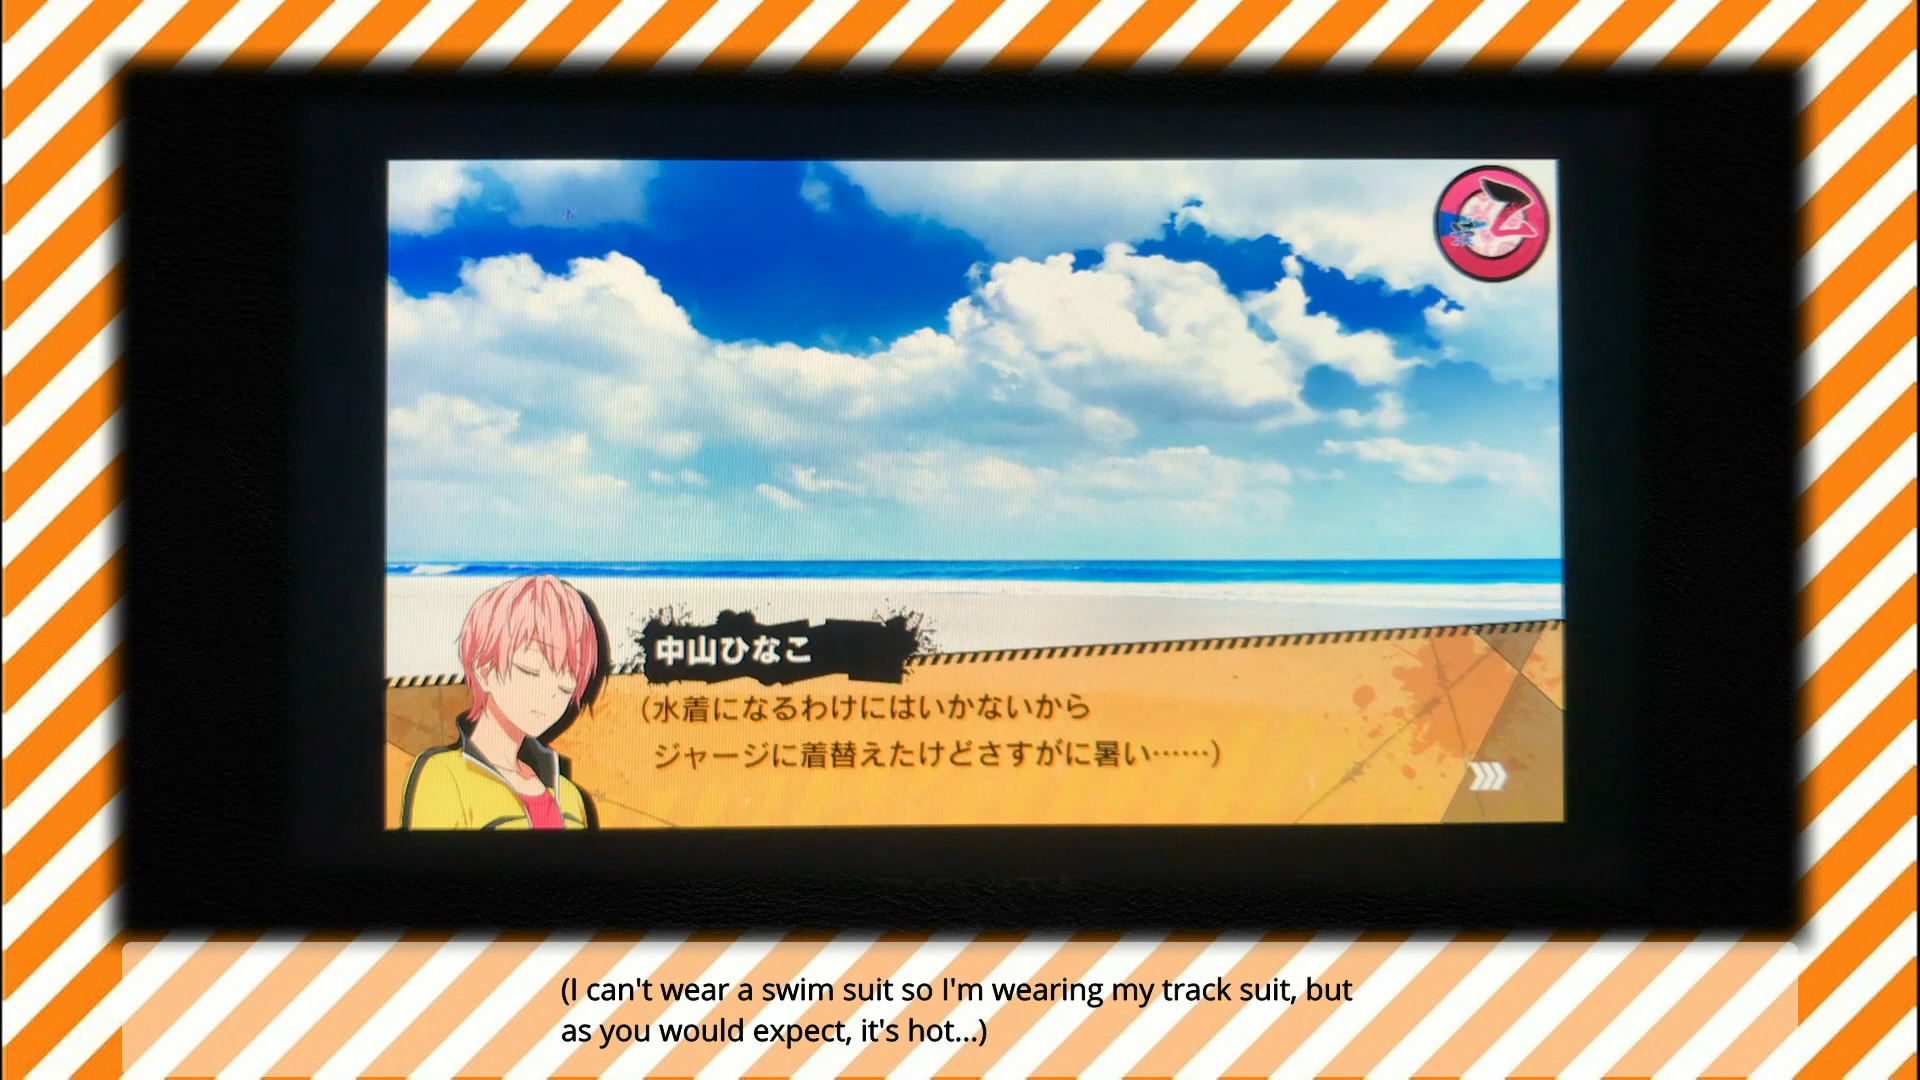 中山ひなこ
（水着になるわけにはいかないから
ジャージに着替えたけどさすがに暑い……）
(I can't wear a swim suit so I'm wearing my track suit, but
as you would expect, it's hot...)